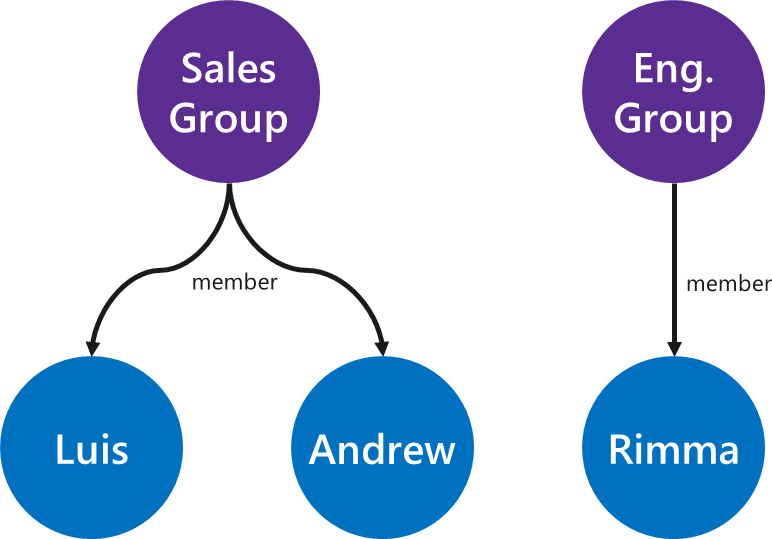 Sales
Group
Eng.
Group
member
member
Luis
Andrew
Rimma